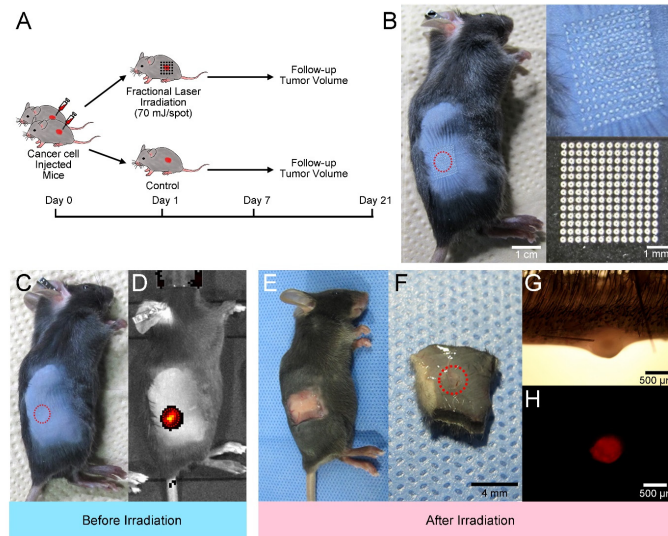 A
Fractional Laser
Irradiation
(70 mJ/spot)
Follow-up
Tumor Volume
Cancer cell
Injected
Mice
Control
Follow-up
Tumor Volume
Day 0
Day 1
Day 7
Day 21
B
1 cm
1 mm
C
D
E
F
4 mm
G
500 µm
H
500 µm
Before Irradiation
After Irradiation